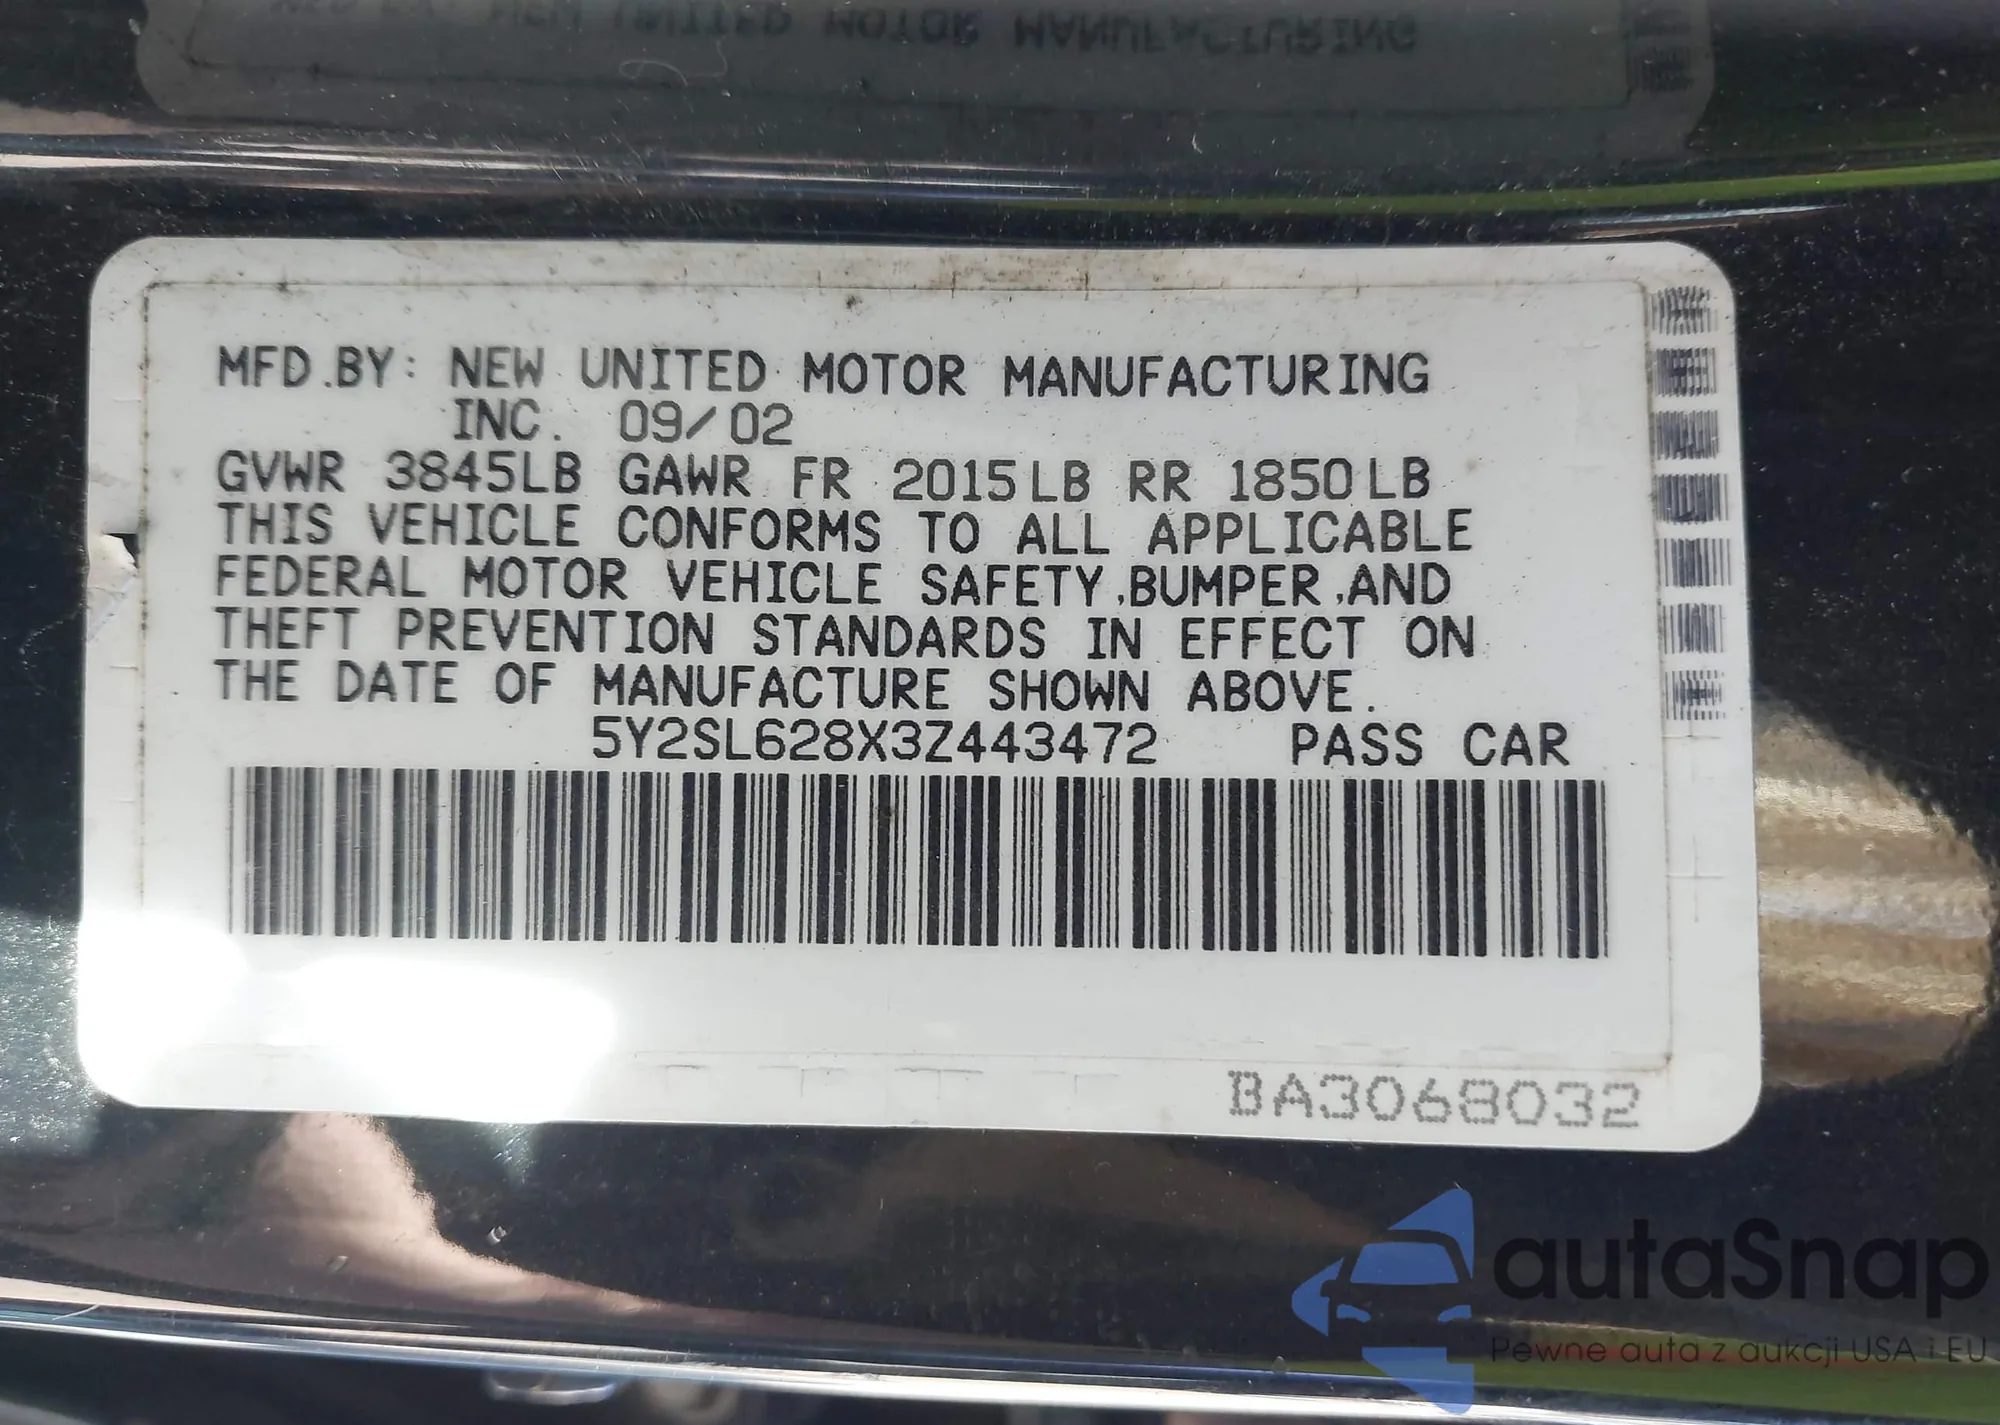 MFD.BY: NEW UNITED MOTOR MANUFACTURING
INC. 09/02
GVWR 3845LB GAWR FR 2015LB RR 1850LB
THIS VEHICLE CONFORMS TO ALL APPLICABLE
FEDERAL MOTOR VEHICLE SAFETY,BUMPER,AND
THEFT PREVENTION STANDARDS IN EFFECT ON
THE DATE OF MANUFACTURE SHOWN ABOVE.
5Y2SL628X3Z443472 PASS CAR
BA3068032
autaSnap
Pewne auta z aukcji USA i EU